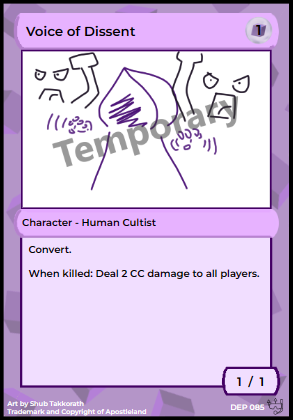 Voice of Dissent
1
Temporary
Character - Human Cultist
Convert.
When killed: Deal 2 CC damage to all players.
1 / 1
Art by Shub Takkorath
DEP 085
Trademark and Copyright of Apostleland